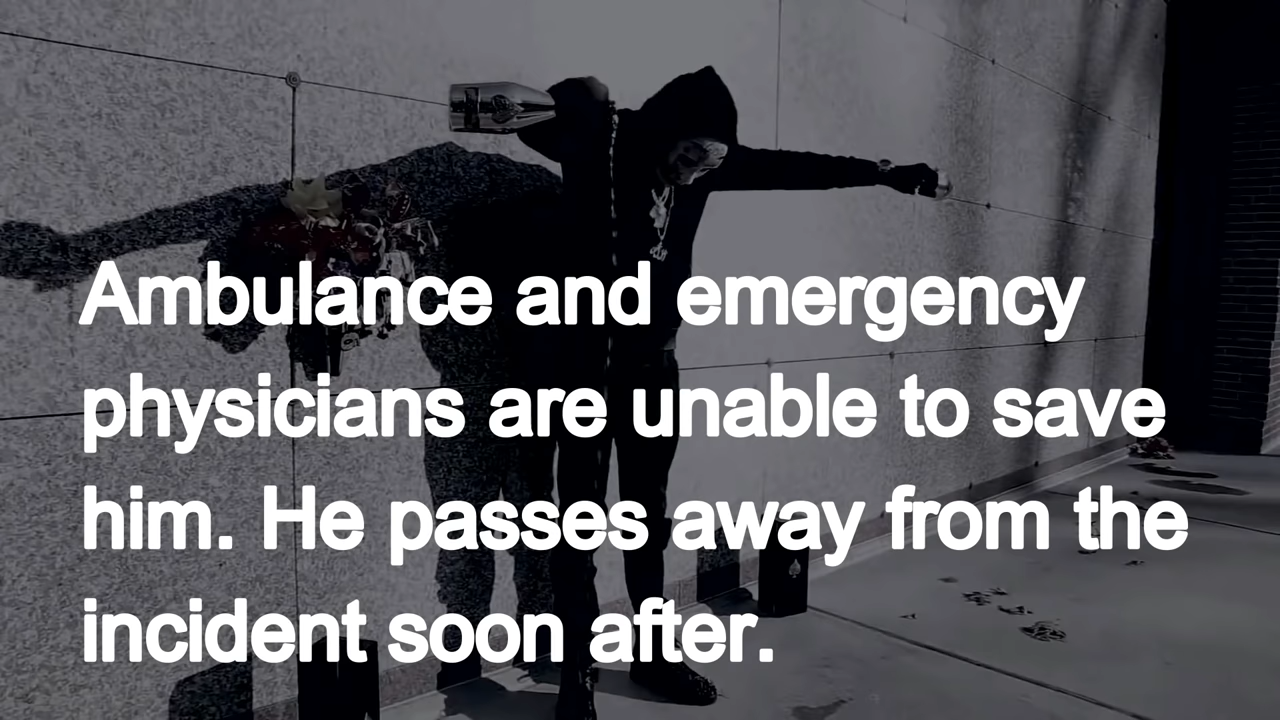 Ambulance and emergency
physicians are unable to save
him. He passes away from the
incident soon after.